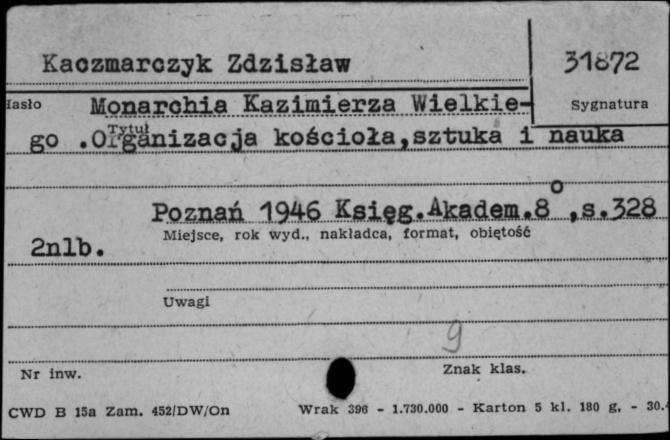 Kaczmarczyk Zdzisław
31872
Hasło
Monarchia Kazimierza Wielkie-
Sygnatura
Tytuł
go .Organizacja kościoła,sztuka i nauka
Poznań 1946 Księg.Akadem.8° ,s.328
Miejsce, rok wyd., nakładca, format, objętość
2nlb.
Uwagi
9
Nr inw.
Znak klas.
CWD B 15a Zam. 452/DW/On Wrak 396 - 1.730.000 - Karton 5 kl. 180 g. - 30.4